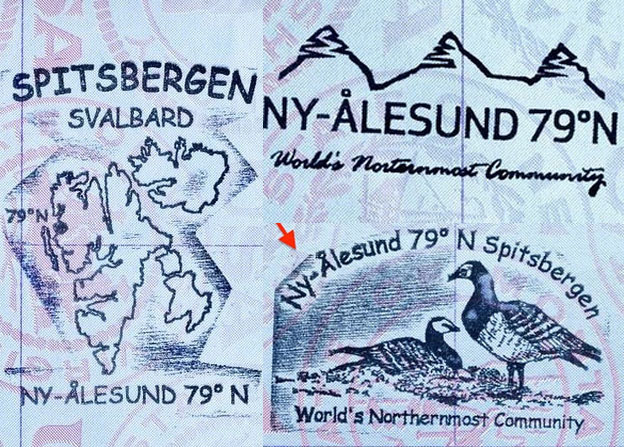 SPITSBERGEN
SVALBARD
79°N
NY-ÅLESUND 79° N
NY-ÅLESUND 79°N
World's Norternmost Community
Ny-Ålesund 79° N Spitsbergen
World's Northernmost Community